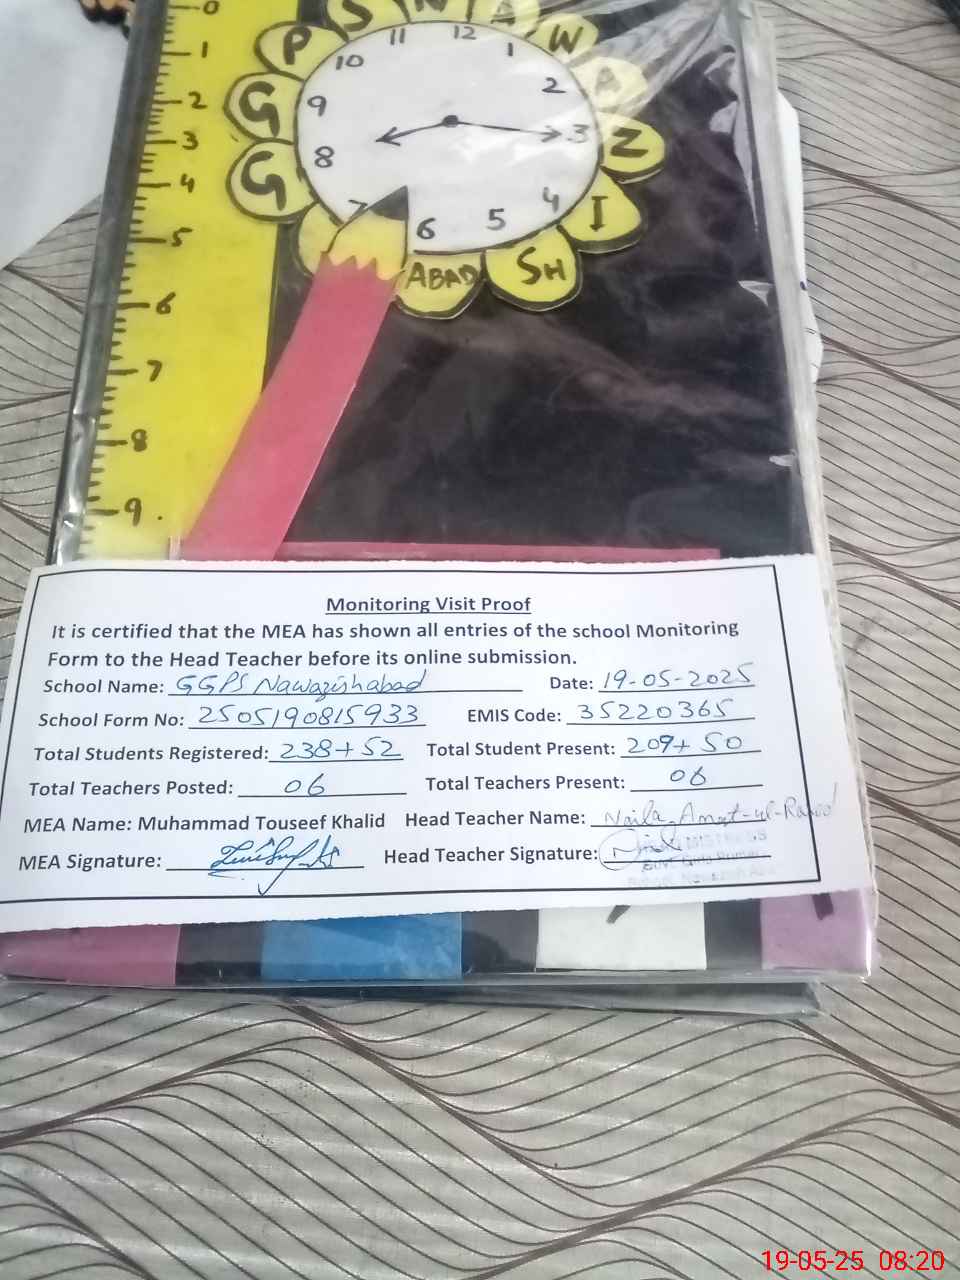 0
1
2
3
4
5
6
7
8
9
G G P S N A W A Z I SH ABAD
12
1
2
3
4
5
6
7
8
9
10
11
Monitoring Visit Proof
It is certified that the MEA has shown all entries of the school Monitoring
Form to the Head Teacher before its online submission.
School Name: GGPS Nawazishabad Date: 19-05-2025
School Form No: 2505190815933 EMIS Code: 35220365
Total Students Registered: 238+52 Total Student Present: 209+50
Total Teachers Posted: 06 Total Teachers Present: 06
MEA Name: Muhammad Touseef Khalid Head Teacher Name: Naila-Amat-ul-
MEA Signature: Head Teacher Signature:
19-05-25 08:20